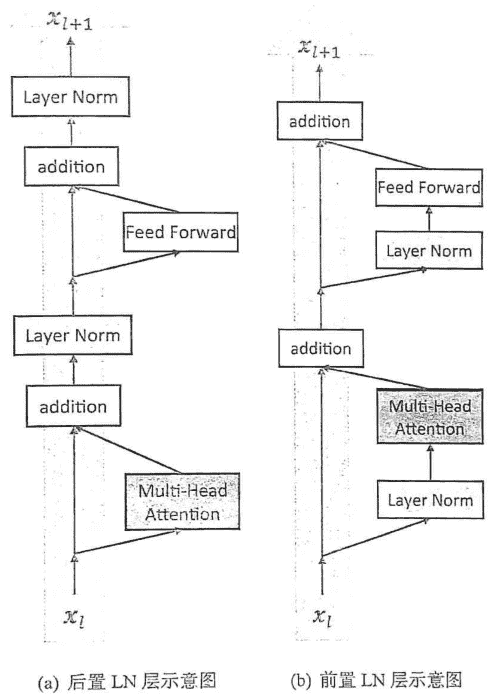 x_{l+1}
Layer Norm
addition
Feed Forward
Layer Norm
addition
Multi-Head
Attention
x_l
(a) 后置 LN 层示意图
x_{l+1}
addition
Feed Forward
Layer Norm
addition
Multi-Head
Attention
Layer Norm
x_l
(b) 前置 LN 层示意图